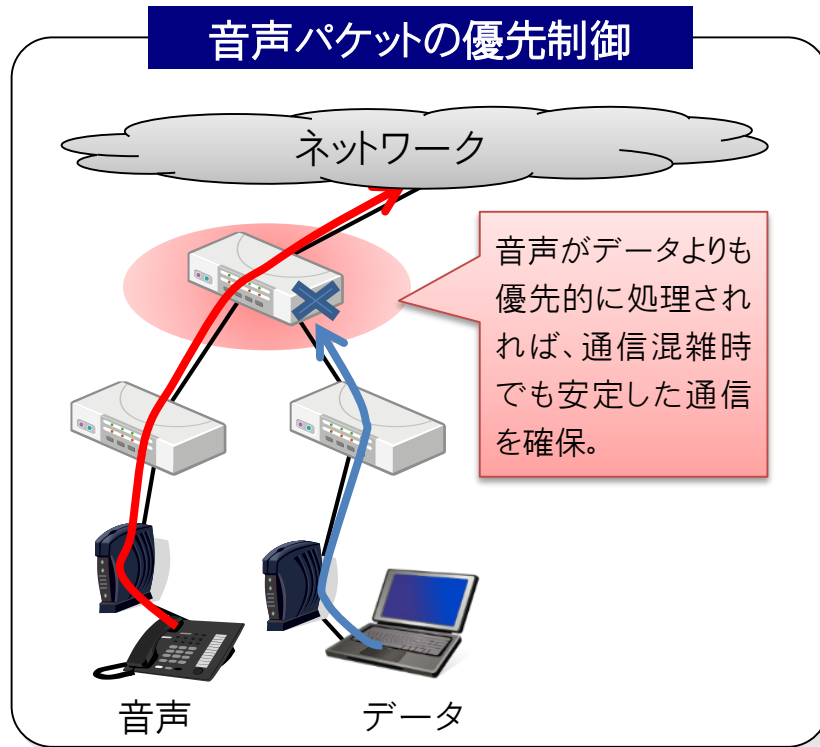 音声パケットの優先制御
ネットワーク
音声がデータよりも
優先的に処理され
れば、通信混雑時
でも安定した通信
を確保。
音声
データ